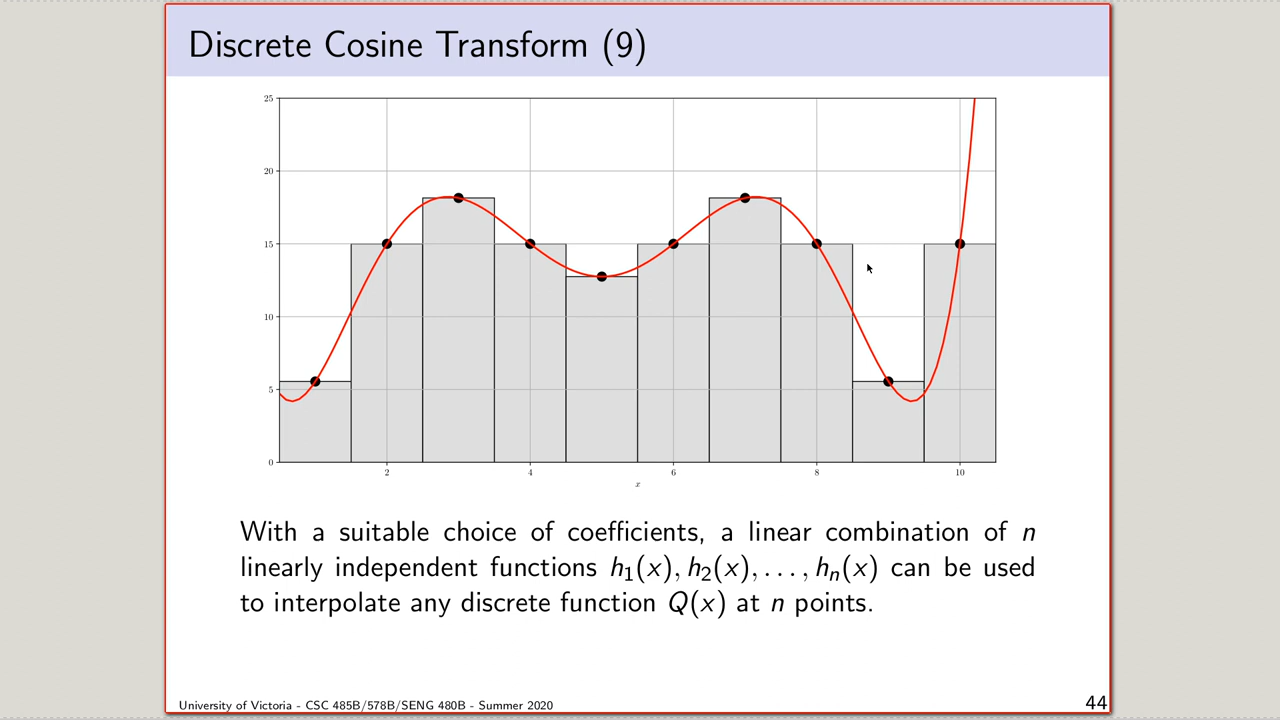 Discrete Cosine Transform (9)
25
20
15
10
5
0
2 4 6 8 10
x
With a suitable choice of coefficients, a linear combination of n
linearly independent functions h₁(x), h₂(x), . . . , hₙ(x) can be used
to interpolate any discrete function Q(x) at n points.
University of Victoria - CSC 485B/578B/SENG 480B - Summer 2020
44